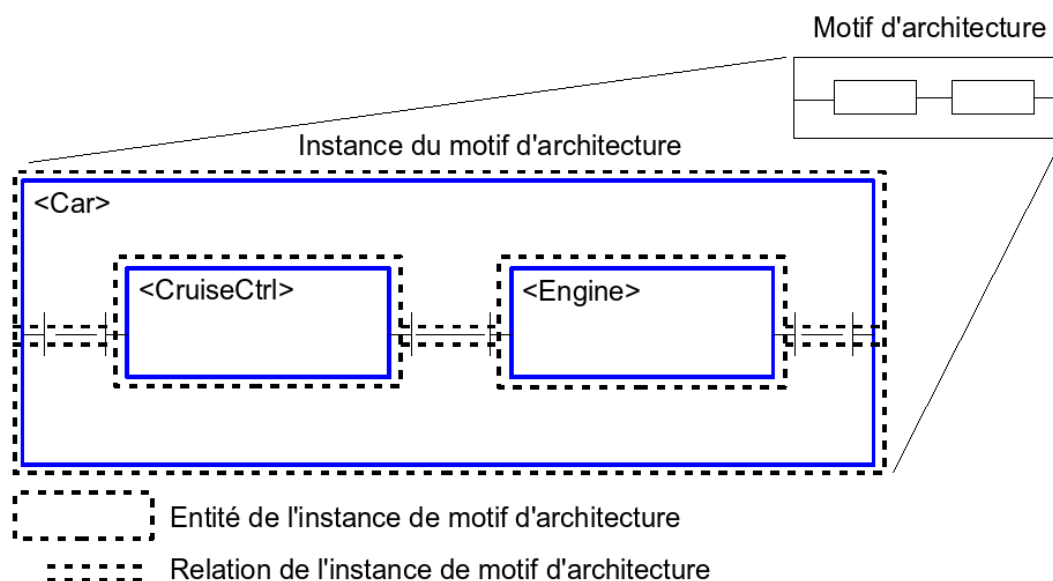 Motif d'architecture
Instance du motif d'architecture
<Car>
<CruiseCtrl>
<Engine>
Entité de l'instance de motif d'architecture
Relation de l'instance de motif d'architecture